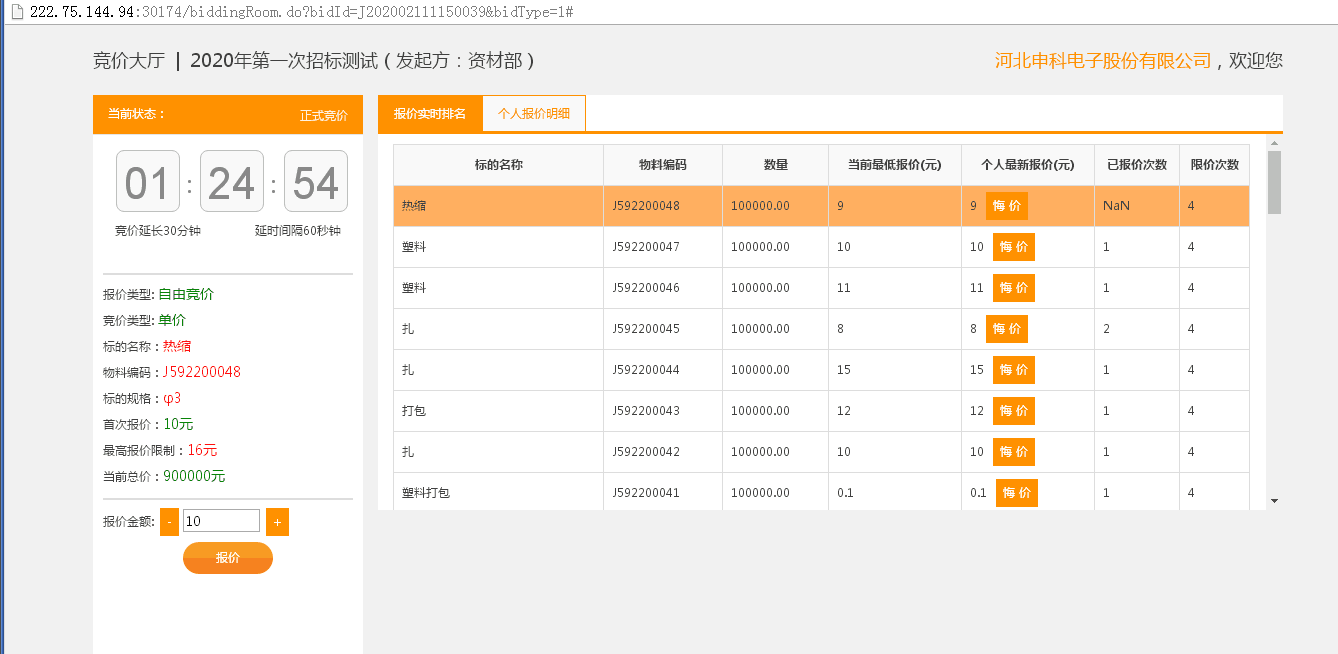 222.75.144.94:30174/biddingRoom.do?bidId=J202002111150039&bidType=1#
竞价大厅 | 2020年第一次招标测试 ( 发起方：资材部 )
河北申科电子股份有限公司，欢迎您
当前状态： 正式竞价
01 : 24 : 54
竞价延长30分钟 延时间隔60秒钟
报价类型: 自由竞价
竞价类型: 单价
标的名称：热缩
物料编码：J592200048
标的规格：φ3
首次报价：10元
最高报价限制：16元
当前总价：900000元
报价金额: - 10 +
报价
报价实时排名 个人报价明细
标的名称 物料编码 数量 当前最低报价(元) 个人最新报价(元) 已报价次数 限价次数
热缩 J592200048 100000.00 9 9 悔 价 NaN 4
塑料 J592200047 100000.00 10 10 悔 价 1 4
塑料 J592200046 100000.00 11 11 悔 价 1 4
扎 J592200045 100000.00 8 8 悔 价 2 4
扎 J592200044 100000.00 15 15 悔 价 1 4
打包 J592200043 100000.00 12 12 悔 价 1 4
扎 J592200042 100000.00 10 10 悔 价 1 4
塑料打包 J592200041 100000.00 0.1 0.1 悔 价 1 4